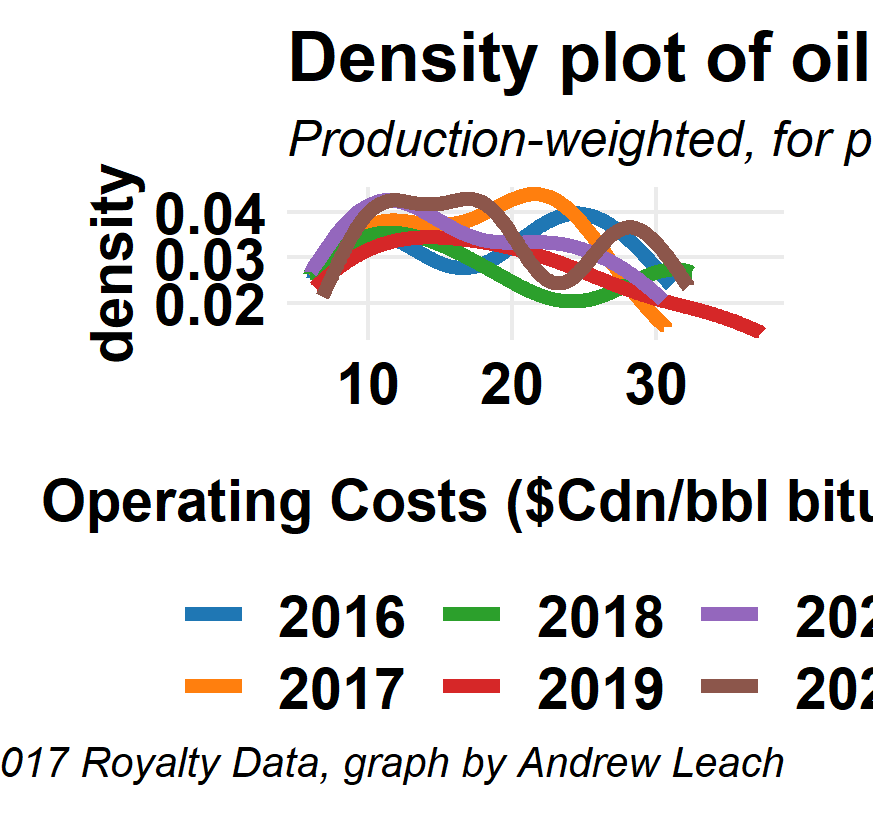 Density plot of oil
Production-weighted, for p
density
0.04
0.03
0.02
10 20 30
Operating Costs ($Cdn/bbl bitu
2016 2018 202
2017 2019 202
017 Royalty Data, graph by Andrew Leach